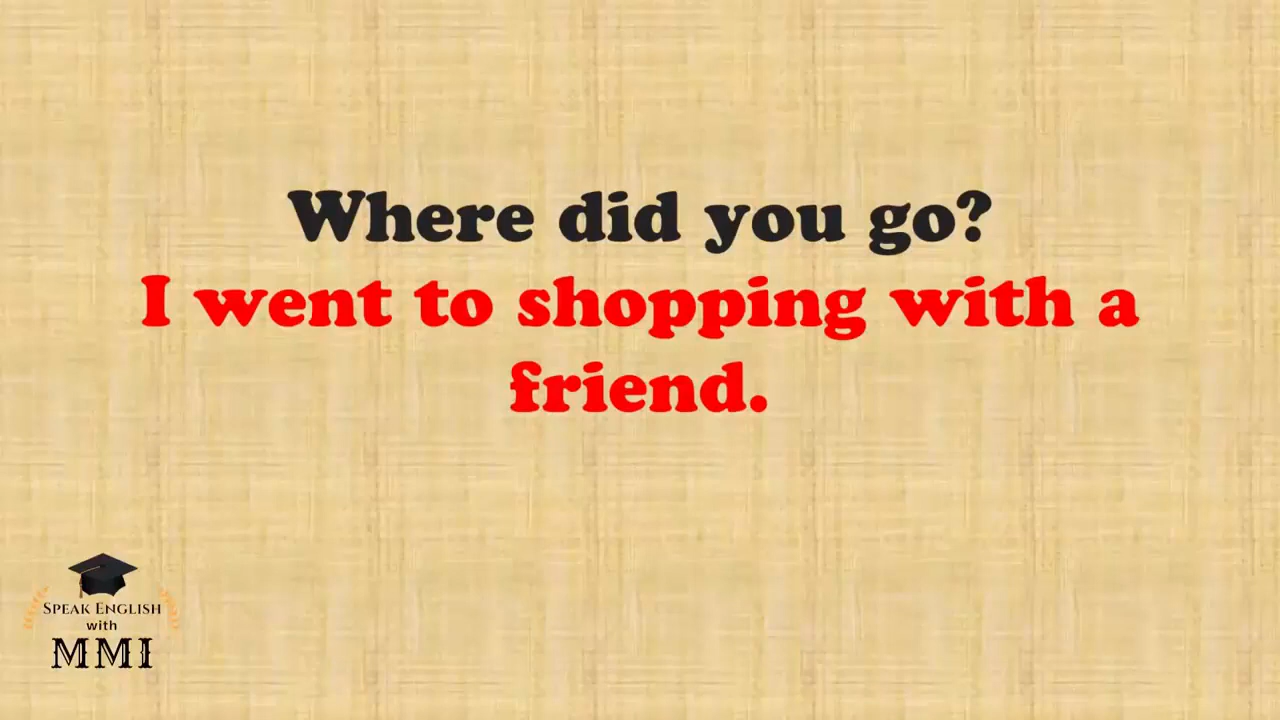 Where did you go?
I went to shopping with a
friend.
SPEAK ENGLISH
with
MMI